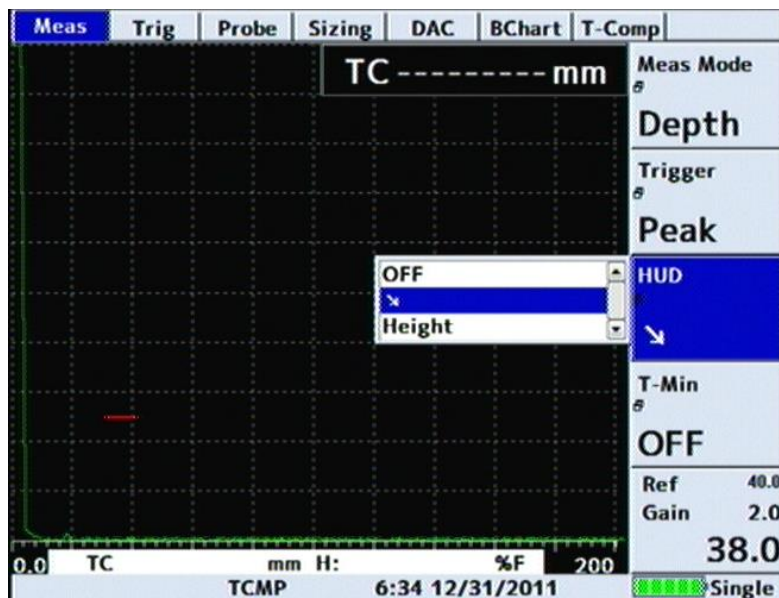 Meas Trig Probe Sizing DAC BChart T-Comp
TC --------- mm
Meas Mode
Depth
Trigger
Peak
OFF
↘
Height
HUD
↘
T-Min
OFF
Ref 40.0
Gain 2.0
38.0
0.0 TC mm H: %F 200
TCMP 6:34 12/31/2011 Single